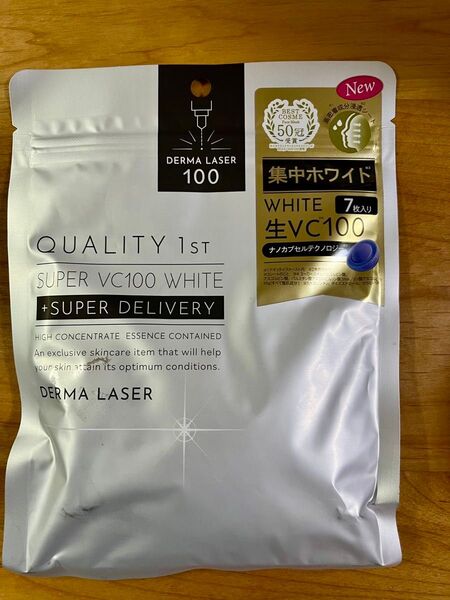 DERMA LASER
100
New
BEST
COSME
Face Mask
50冠
受賞
集中ホワイト
WHITE 7枚入り
生VC100
ナノカプセルテクノロジー
QUALITY 1ST
SUPER VC100 WHITE
+SUPER DELIVERY
HIGH CONCENTRATE ESSENCE CONTAINED
An exclusive skincare item that will help
your skin attain its optimum conditions.
DERMA LASER